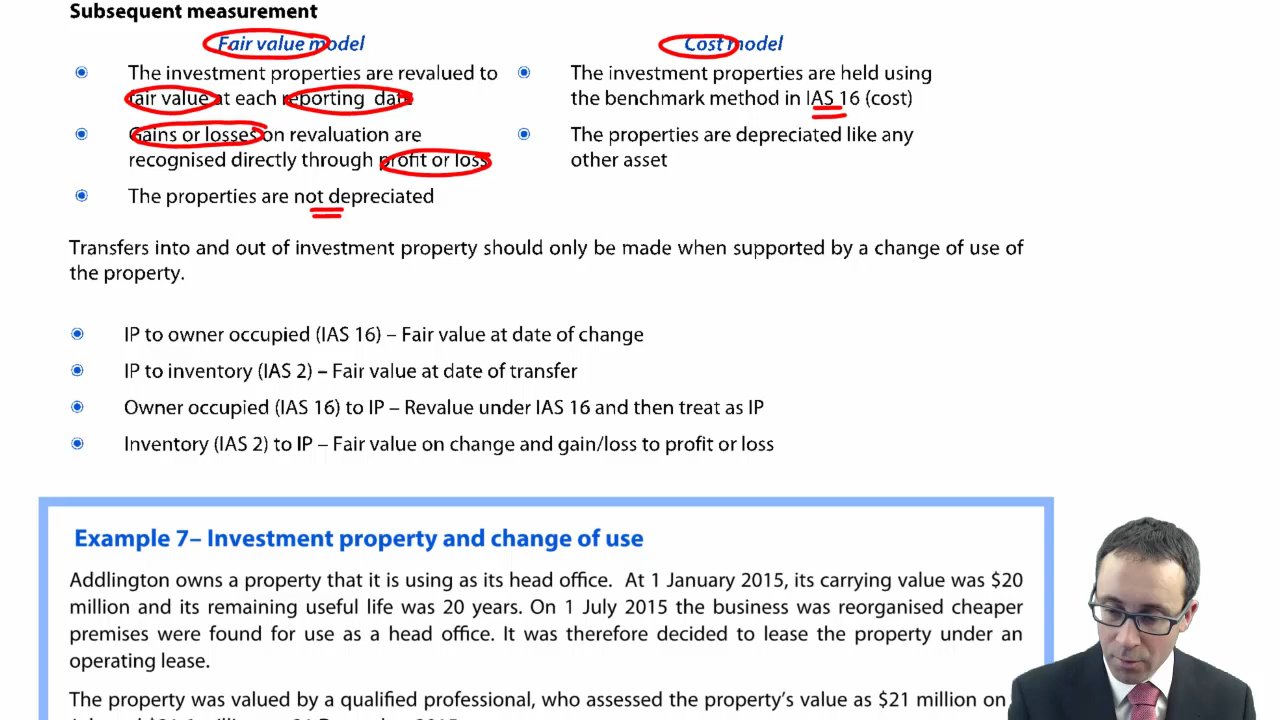 Subsequent measurement
Fair value model
The investment properties are revalued to
fair value at each reporting date
Gains or losses on revaluation are
recognised directly through profit or loss
The properties are not depreciated
Cost model
The investment properties are held using
the benchmark method in IAS 16 (cost)
The properties are depreciated like any
other asset
Transfers into and out of investment property should only be made when supported by a change of use of
the property.
IP to owner occupied (IAS 16) – Fair value at date of change
IP to inventory (IAS 2) – Fair value at date of transfer
Owner occupied (IAS 16) to IP – Revalue under IAS 16 and then treat as IP
Inventory (IAS 2) to IP – Fair value on change and gain/loss to profit or loss
Example 7– Investment property and change of use
Addlington owns a property that it is using as its head office. At 1 January 2015, its carrying value was $20
million and its remaining useful life was 20 years. On 1 July 2015 the business was reorganised cheaper
premises were found for use as a head office. It was therefore decided to lease the property under an
operating lease.
The property was valued by a qualified professional, who assessed the property's value as $21 million on